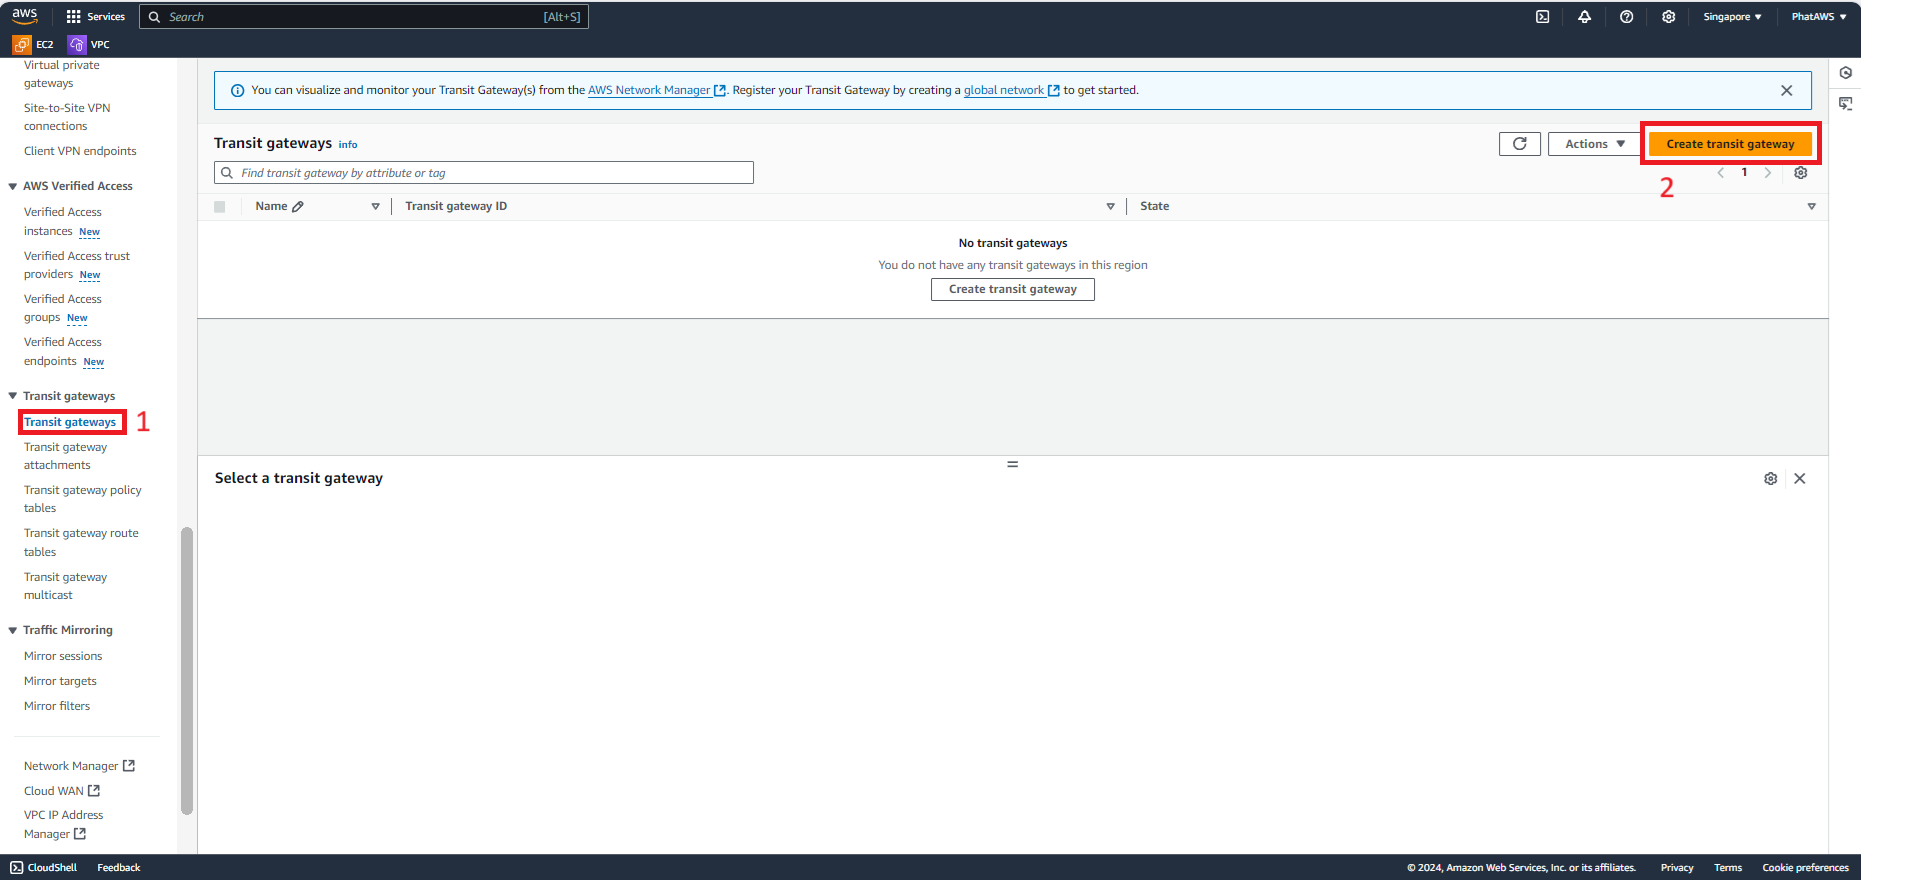 aws
Services
Search
[Alt+S]
Singapore
PhatAWS
EC2
VPC
Virtual private
gateways
Site-to-Site VPN
connections
Client VPN endpoints
AWS Verified Access
Verified Access
instances New
Verified Access trust
providers New
Verified Access
groups New
Verified Access
endpoints New
Transit gateways
Transit gateways
1
Transit gateway
attachments
Transit gateway policy
tables
Transit gateway route
tables
Transit gateway
multicast
Traffic Mirroring
Mirror sessions
Mirror targets
Mirror filters
Network Manager
Cloud WAN
VPC IP Address
Manager
You can visualize and monitor your Transit Gateway(s) from the AWS Network Manager. Register your Transit Gateway by creating a global network to get started.
Transit gateways info
Actions
Create transit gateway
2
Find transit gateway by attribute or tag
1
Name
Transit gateway ID
State
No transit gateways
You do not have any transit gateways in this region
Create transit gateway
Select a transit gateway
CloudShell
Feedback
© 2024, Amazon Web Services, Inc. or its affiliates.
Privacy
Terms
Cookie preferences